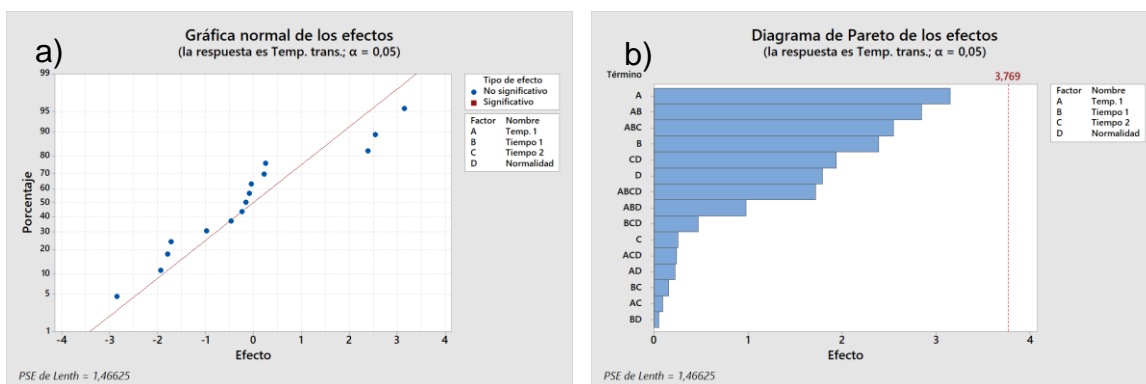 a)
Gráfica normal de los efectos
(la respuesta es Temp. trans.; α = 0,05)
99
95
90
80
70
60
50
40
30
20
10
5
1
Porcentaje
-4 -3 -2 -1 0 1 2 3 4
Efecto
Tipo de efecto
No significativo
Significativo
Factor Nombre
A Temp. 1
B Tiempo 1
C Tiempo 2
D Normalidad
PSE de Lenth = 1,46625
b)
Diagrama de Pareto de los efectos
(la respuesta es Temp. trans.; α = 0,05)
Término
3,769
A
AB
ABC
B
CD
D
ABCD
ABD
BCD
C
ACD
AD
BC
AC
BD
0 1 2 3 4
Efecto
Factor Nombre
A Temp. 1
B Tiempo 1
C Tiempo 2
D Normalidad
PSE de Lenth = 1,46625